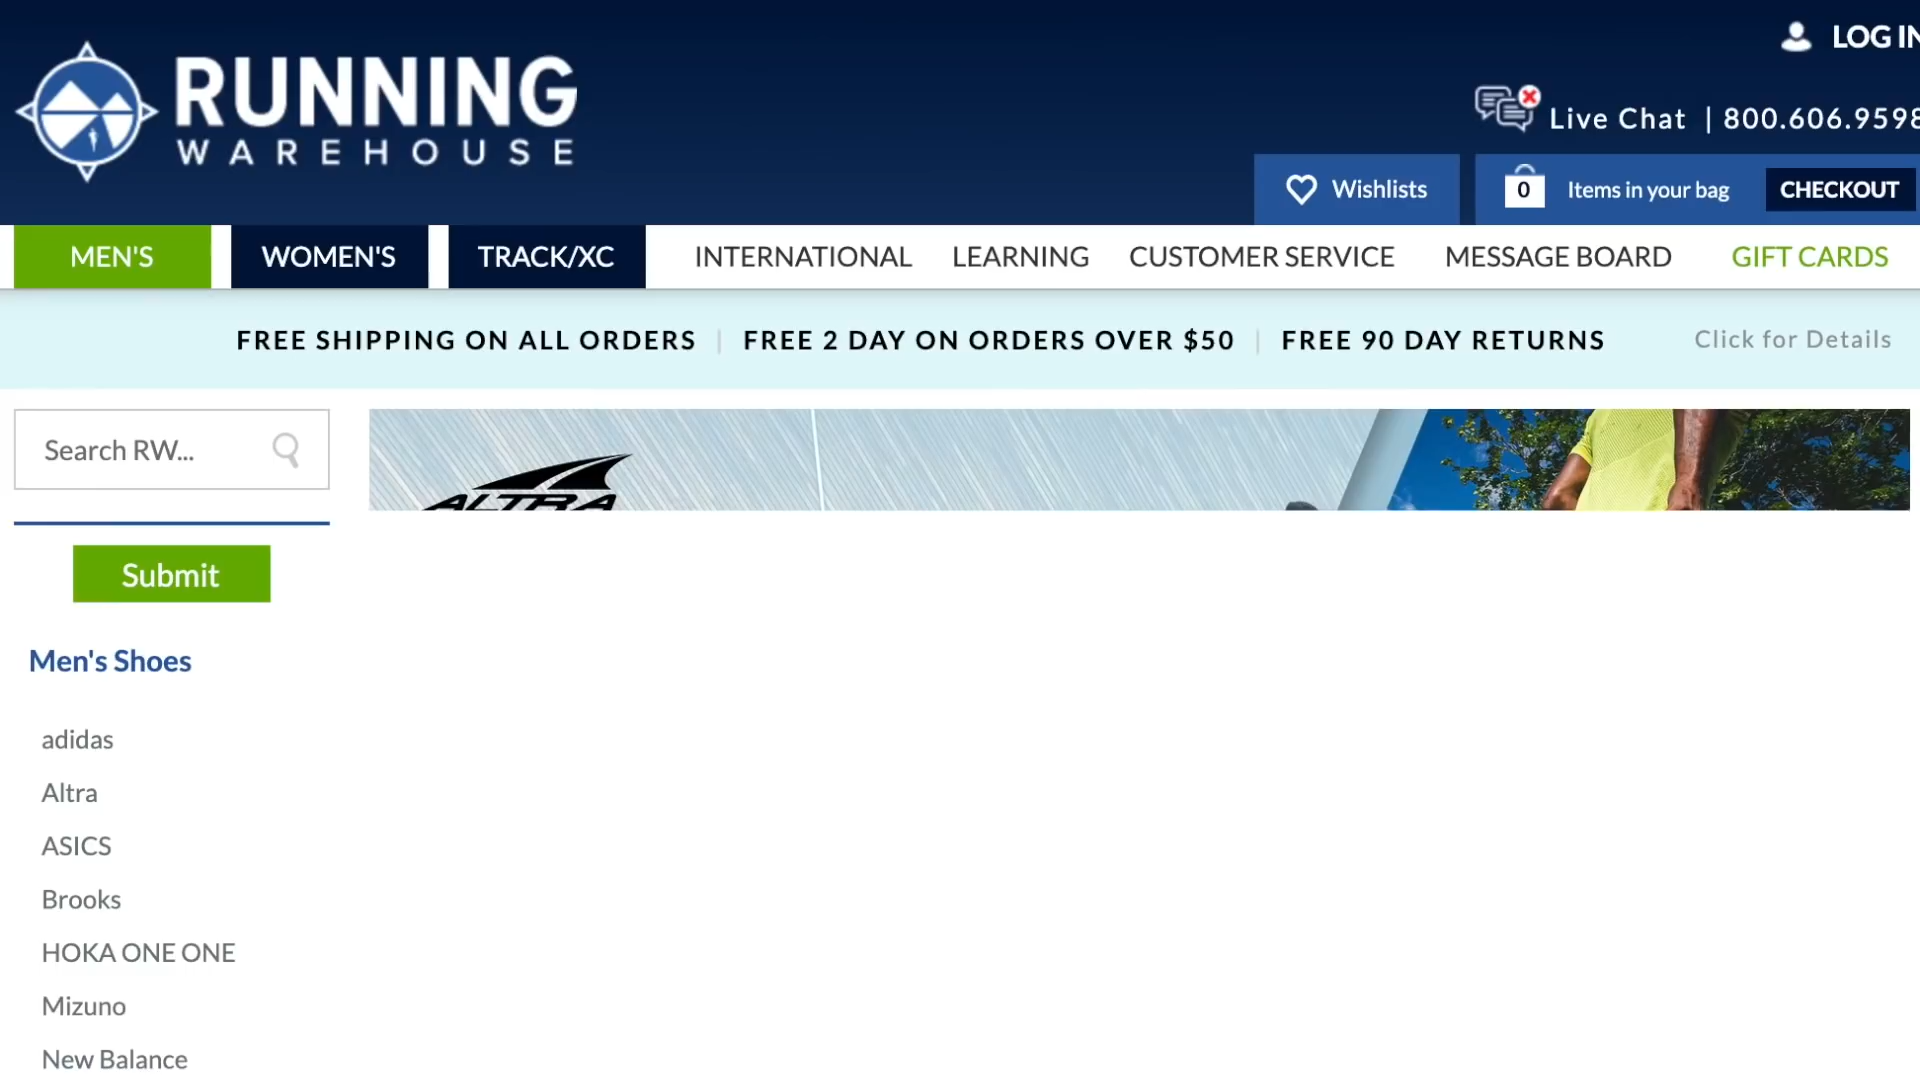 LOG IN
RUNNING
WAREHOUSE
Live Chat | 800.606.9598
Wishlists
0 Items in your bag CHECKOUT
MEN'S WOMEN'S TRACK/XC INTERNATIONAL LEARNING CUSTOMER SERVICE MESSAGE BOARD GIFT CARDS
FREE SHIPPING ON ALL ORDERS | FREE 2 DAY ON ORDERS OVER $50 | FREE 90 DAY RETURNS Click for Details
Search RW...
ALTRA
Submit
Men's Shoes
adidas
Altra
ASICS
Brooks
HOKA ONE ONE
Mizuno
New Balance